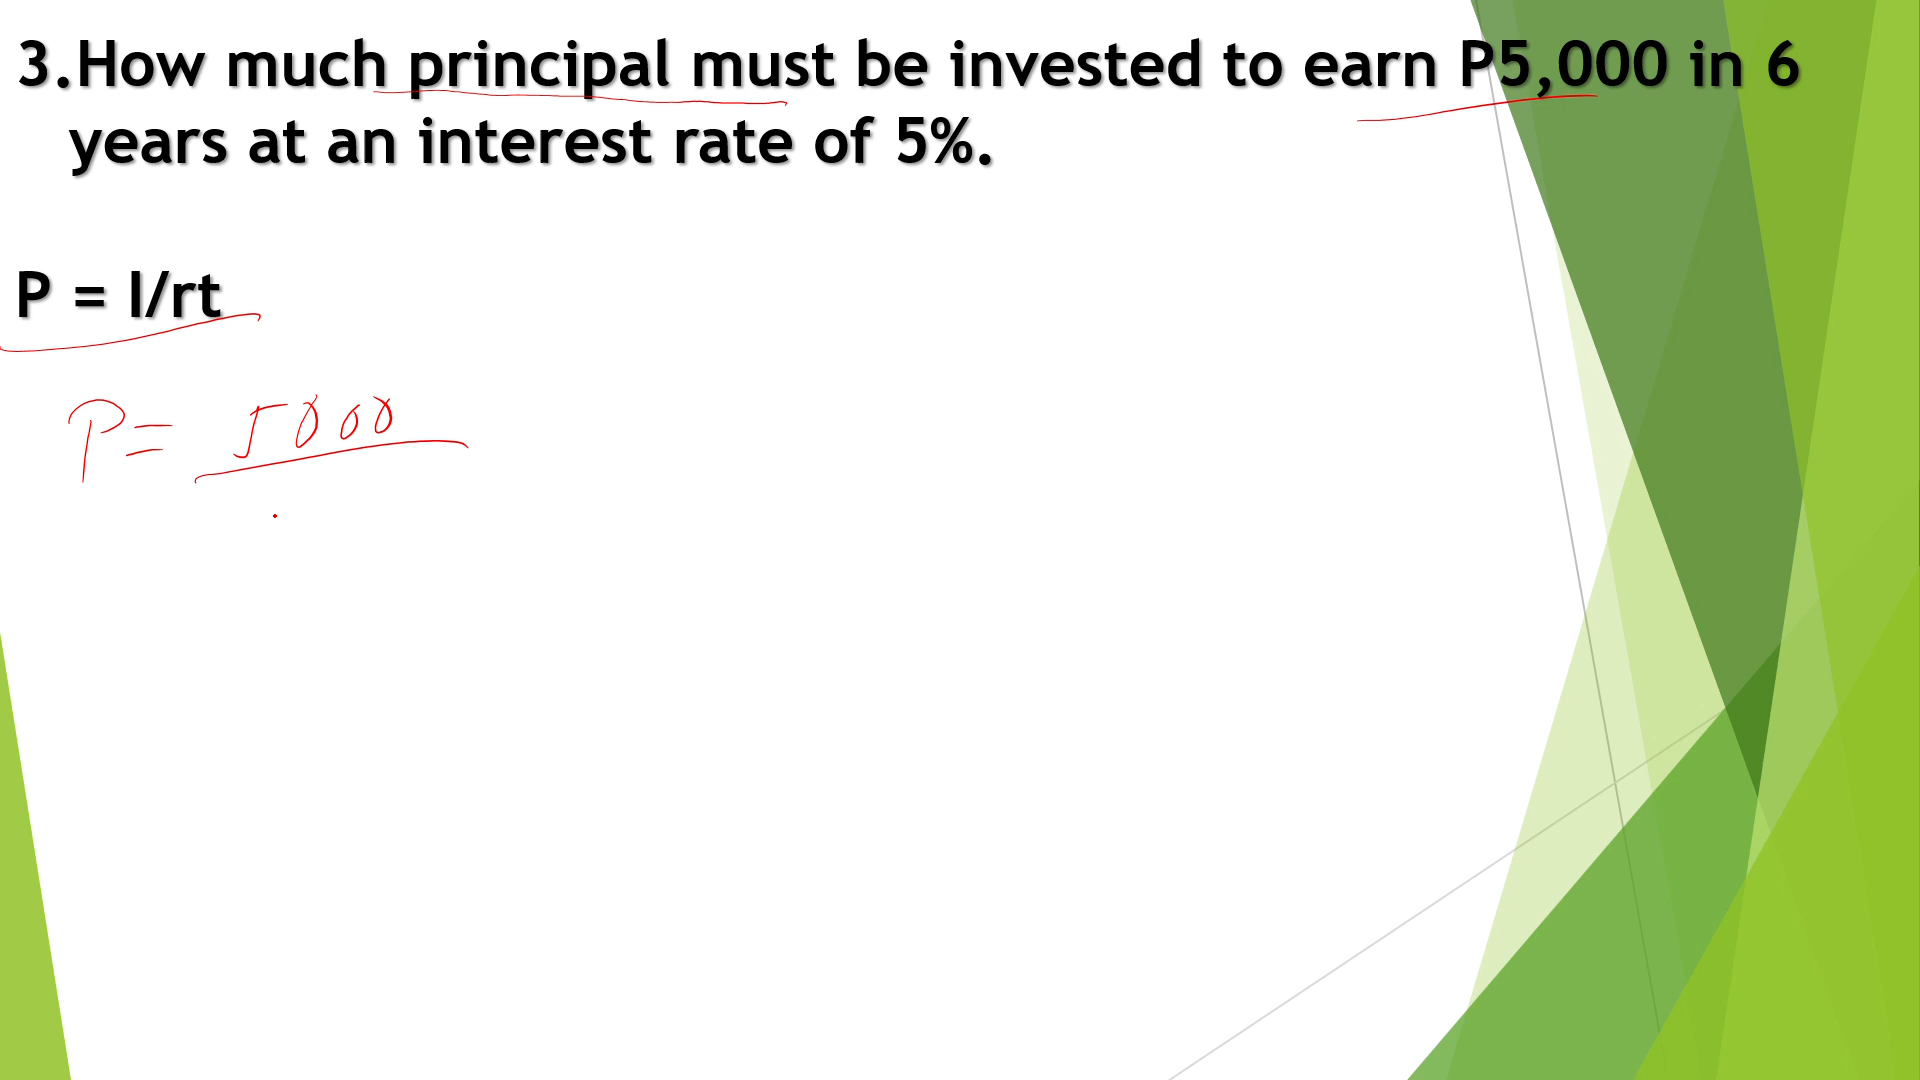 3.How much principal must be invested to earn P5,000 in 6
years at an interest rate of 5%.
P = I/rt
P = 5000